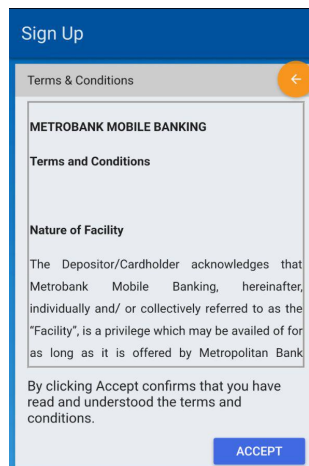 Sign Up
Terms & Conditions
METROBANK MOBILE BANKING
Terms and Conditions
Nature of Facility
The Depositor/Cardholder acknowledges that
Metrobank Mobile Banking, hereinafter,
individually and/ or collectively referred to as the
“Facility”, is a privilege which may be availed of for
as long as it is offered by Metropolitan Bank
By clicking Accept confirms that you have
read and understood the terms and
conditions.
ACCEPT